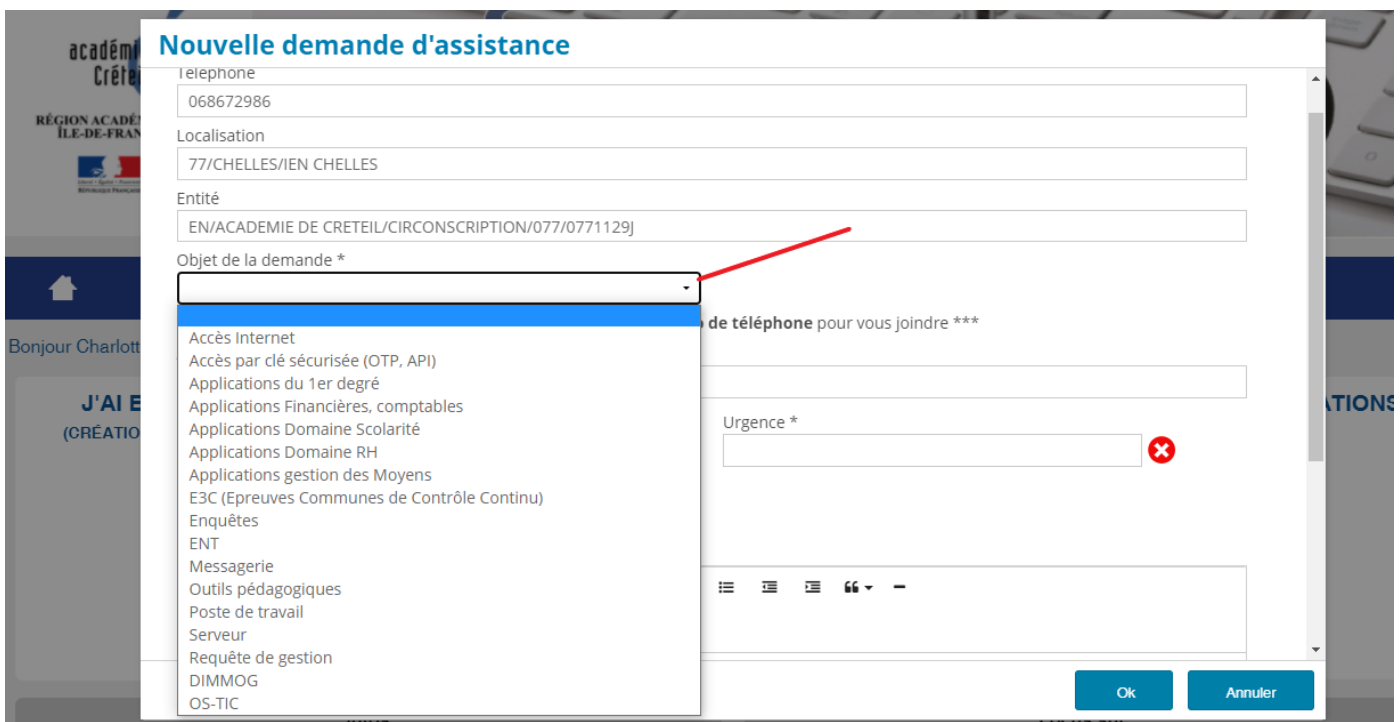 Nouvelle demande d'assistance
académi
Crétei
RÉGION ACADÉ
ÎLE-DE-FRAN
Téléphone
068672986
Localisation
77/CHELLES/IEN CHELLES
Entité
EN/ACADEMIE DE CRETEIL/CIRCONSCRIPTION/077/0771129J
Objet de la demande *
de téléphone pour vous joindre ***
Bonjour Charlott
Accès Internet
Accès par clé sécurisée (OTP, API)
Applications du 1er degré
Applications Financières, comptables
Applications Domaine Scolarité
Applications Domaine RH
Applications gestion des Moyens
E3C (Epreuves Communes de Contrôle Continu)
Enquêtes
ENT
Messagerie
Outils pédagogiques
Poste de travail
Serveur
Requête de gestion
DIMMOG
OS-TIC
J'AI E
(CRÉATIO
ATIONS
Urgence *
Ok
Annuler